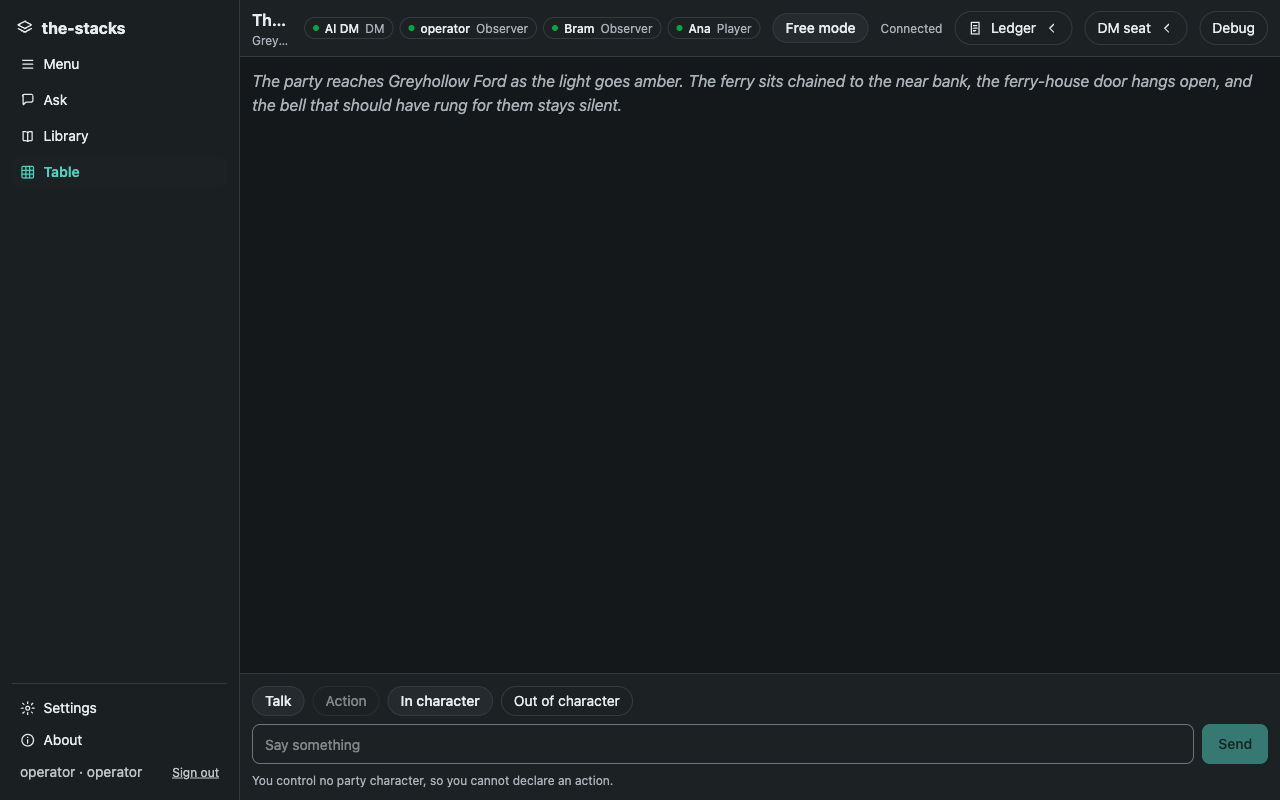 the-stacks
Menu
Ask
Library
Table
Settings
About
operator · operator Sign out
Th...
Grey...
AI DM DM
operator Observer
Bram Observer
Ana Player
Free mode
Connected
Ledger
DM seat
Debug
The party reaches Greyhollow Ford as the light goes amber. The ferry sits chained to the near bank, the ferry-house door hangs open, and
the bell that should have rung for them stays silent.
Talk
Action
In character
Out of character
Say something
Send
You control no party character, so you cannot declare an action.